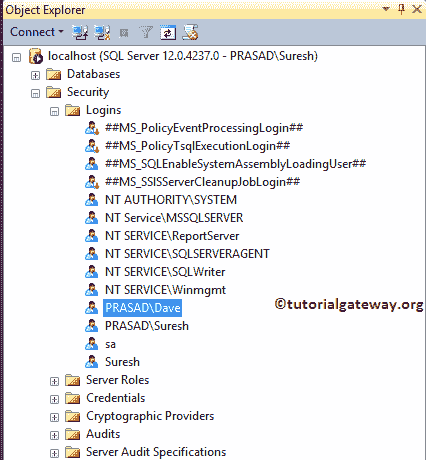 Object Explorer
Connect
localhost (SQL Server 12.0.4237.0 - PRASAD\Suresh)
Databases
Security
Logins
##MS_PolicyEventProcessingLogin##
##MS_PolicyTsqlExecutionLogin##
##MS_SQLEnableSystemAssemblyLoadingUser##
##MS_SSISServerCleanupJobLogin##
NT AUTHORITY\SYSTEM
NT Service\MSSQLSERVER
NT SERVICE\ReportServer
NT SERVICE\SQLSERVERAGENT
NT SERVICE\SQLWriter
NT SERVICE\Winmgmt
PRASAD\Dave
©tutorialgateway.org
PRASAD\Suresh
sa
Suresh
Server Roles
Credentials
Cryptographic Providers
Audits
Server Audit Specifications